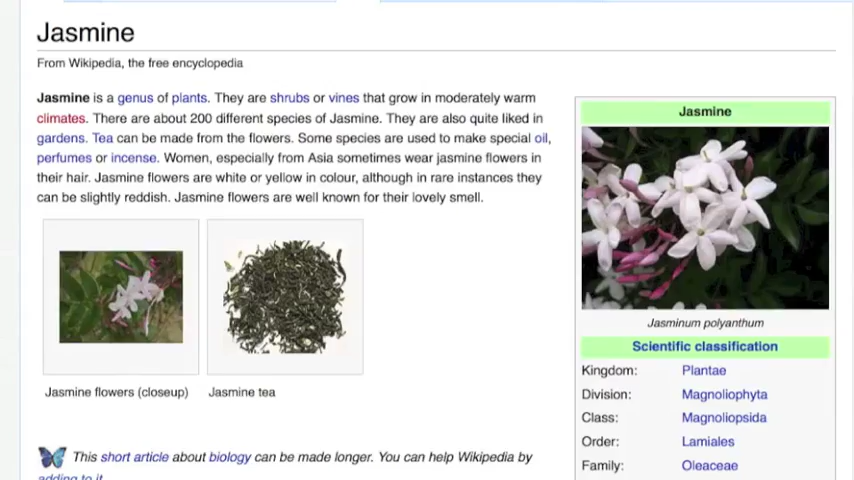 Jasmine
From Wikipedia, the free encyclopedia
Jasmine is a genus of plants. They are shrubs or vines that grow in moderately warm
climates. There are about 200 different species of Jasmine. They are also quite liked in
gardens. Tea can be made from the flowers. Some species are used to make special oil,
perfumes or incense. Women, especially from Asia sometimes wear jasmine flowers in
their hair. Jasmine flowers are white or yellow in colour, although in rare instances they
can be slightly reddish. Jasmine flowers are well known for their lovely smell.
Jasmine flowers (closeup)
Jasmine tea
This short article about biology can be made longer. You can help Wikipedia by
adding to it.
Jasmine
Jasminum polyanthum
Scientific classification
Kingdom: Plantae
Division: Magnoliophyta
Class: Magnoliopsida
Order: Lamiales
Family: Oleaceae